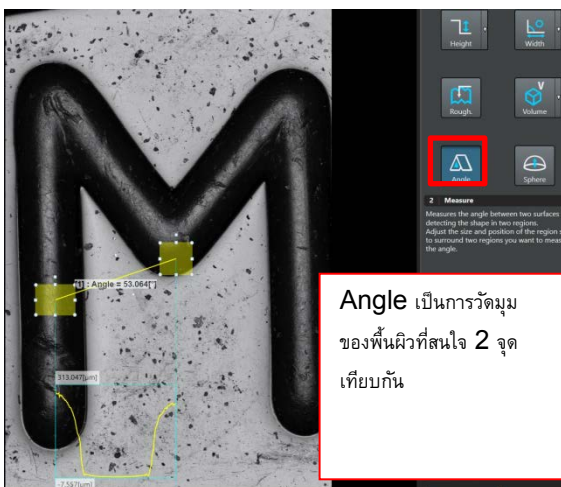 Height
Width
Rough.
Volume
Angle
Sphere
2 Measure
Measures the angle between two surfaces
detecting the shape in two regions.
Adjust the size and position of the region s
to surround two regions you want to meas
the angle.
[1] : Angle = 53.064[°]
Angle เป็นการวัดมุม
ของพื้นผิวที่สนใจ 2 จุด
เทียบกัน
313.047[µm]
-7.557[µm]